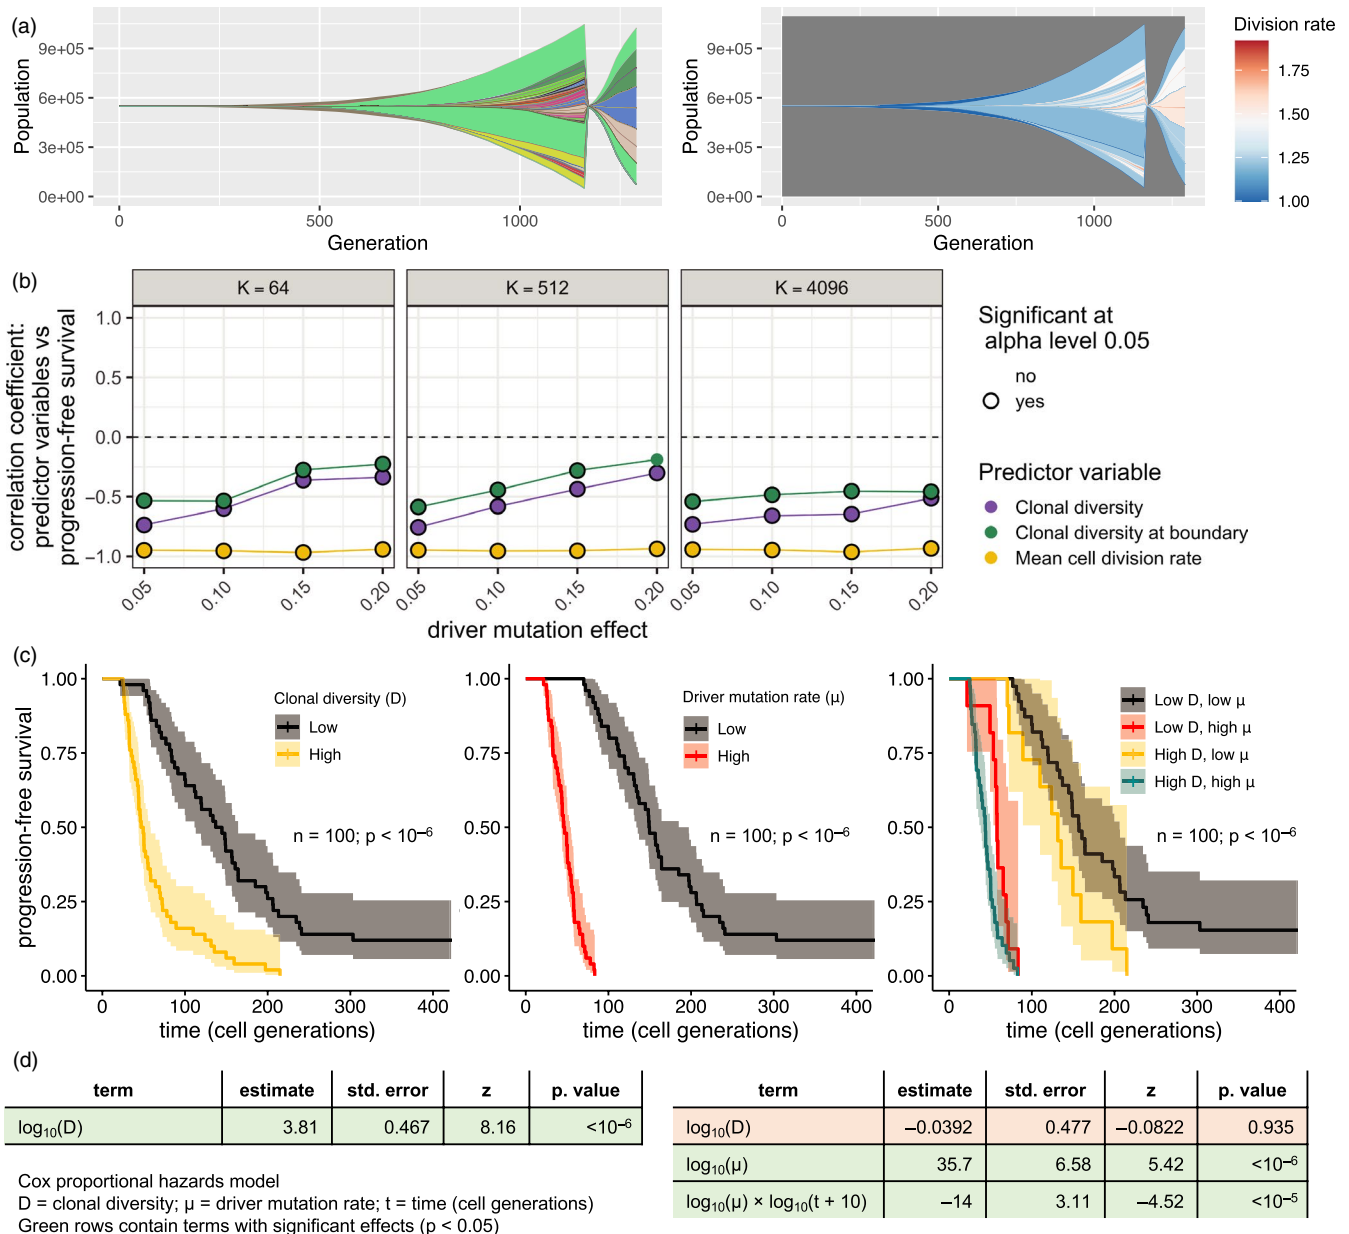 (a)
Population
9e+05
6e+05
3e+05
0e+00
0
500
1000
Generation
Population
9e+05
6e+05
3e+05
0e+00
0
500
1000
Generation
Division rate
1.75
1.50
1.25
1.00
(b)
correlation coefficient:
predictor variables vs
progression-free survival
K = 64
K = 512
K = 4096
1.0
0.5
0.0
−0.5
−1.0
0.05
0.10
0.15
0.20
0.05
0.10
0.15
0.20
0.05
0.10
0.15
0.20
driver mutation effect
Significant at
alpha level 0.05
no
yes
Predictor variable
Clonal diversity
Clonal diversity at boundary
Mean cell division rate
(c)
progression-free survival
1.00
0.75
0.50
0.25
0.00
Clonal diversity (D)
Low
High
n = 100; p < 10⁻⁶
0
100
200
300
400
time (cell generations)
1.00
0.75
0.50
0.25
0.00
Driver mutation rate (μ)
Low
High
n = 100; p < 10⁻⁶
0
100
200
300
400
time (cell generations)
1.00
0.75
0.50
0.25
0.00
Low D, low μ
Low D, high μ
High D, low μ
High D, high μ
n = 100; p < 10⁻⁶
0
100
200
300
400
time (cell generations)
(d)
term estimate std. error z p. value
log₁₀(D) 3.81 0.467 8.16 <10⁻⁶
Cox proportional hazards model
D = clonal diversity; μ = driver mutation rate; t = time (cell generations)
Green rows contain terms with significant effects (p < 0.05)
term estimate std. error z p. value
log₁₀(D) −0.0392 0.477 −0.0822 0.935
log₁₀(μ) 35.7 6.58 5.42 <10⁻⁶
log₁₀(μ) × log₁₀(t + 10) −14 3.11 −4.52 <10⁻⁵